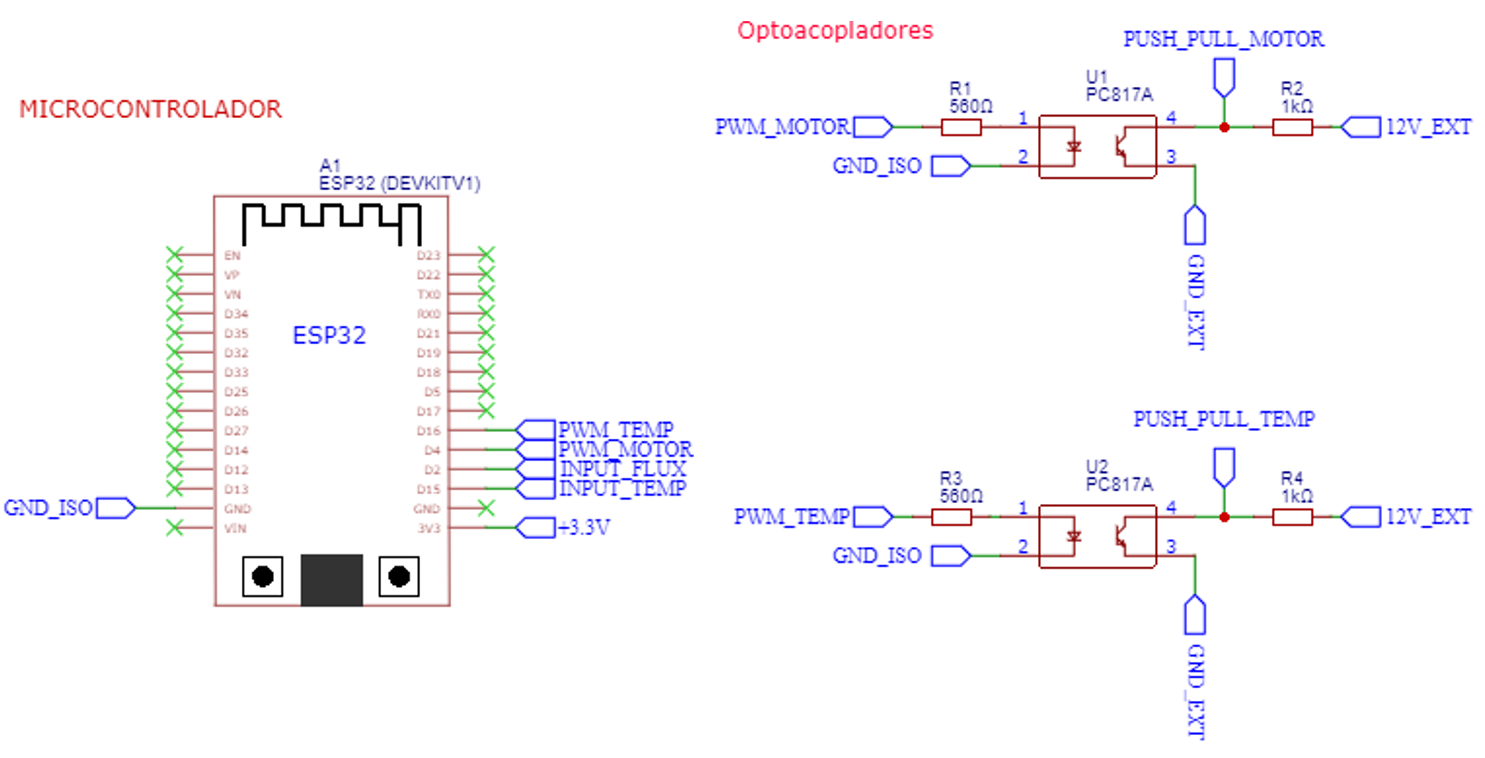 MICROCONTROLADOR
A1
ESP32 (DEVKITV1)
EN
VP
VN
D34
D35
D32
D33
D25
D26
D27
D14
D12
D13
GND
VIN
GND_ISO
ESP32
D23
D22
TX0
RX0
D21
D19
D18
D5
D17
D16
D4
D2
D15
GND
3V3
PWM_TEMP
PWM_MOTOR
INPUT_FLUX
INPUT_TEMP
+3.3V
Optoacopladores
PUSH_PULL_MOTOR
R1
560Ω
U1
PC817A
R2
1kΩ
PWM_MOTOR
1
4
12V_EXT
GND_ISO
2
3
GND_EXT
PUSH_PULL_TEMP
R3
560Ω
U2
PC817A
R4
1kΩ
PWM_TEMP
1
4
12V_EXT
GND_ISO
2
3
GND_EXT